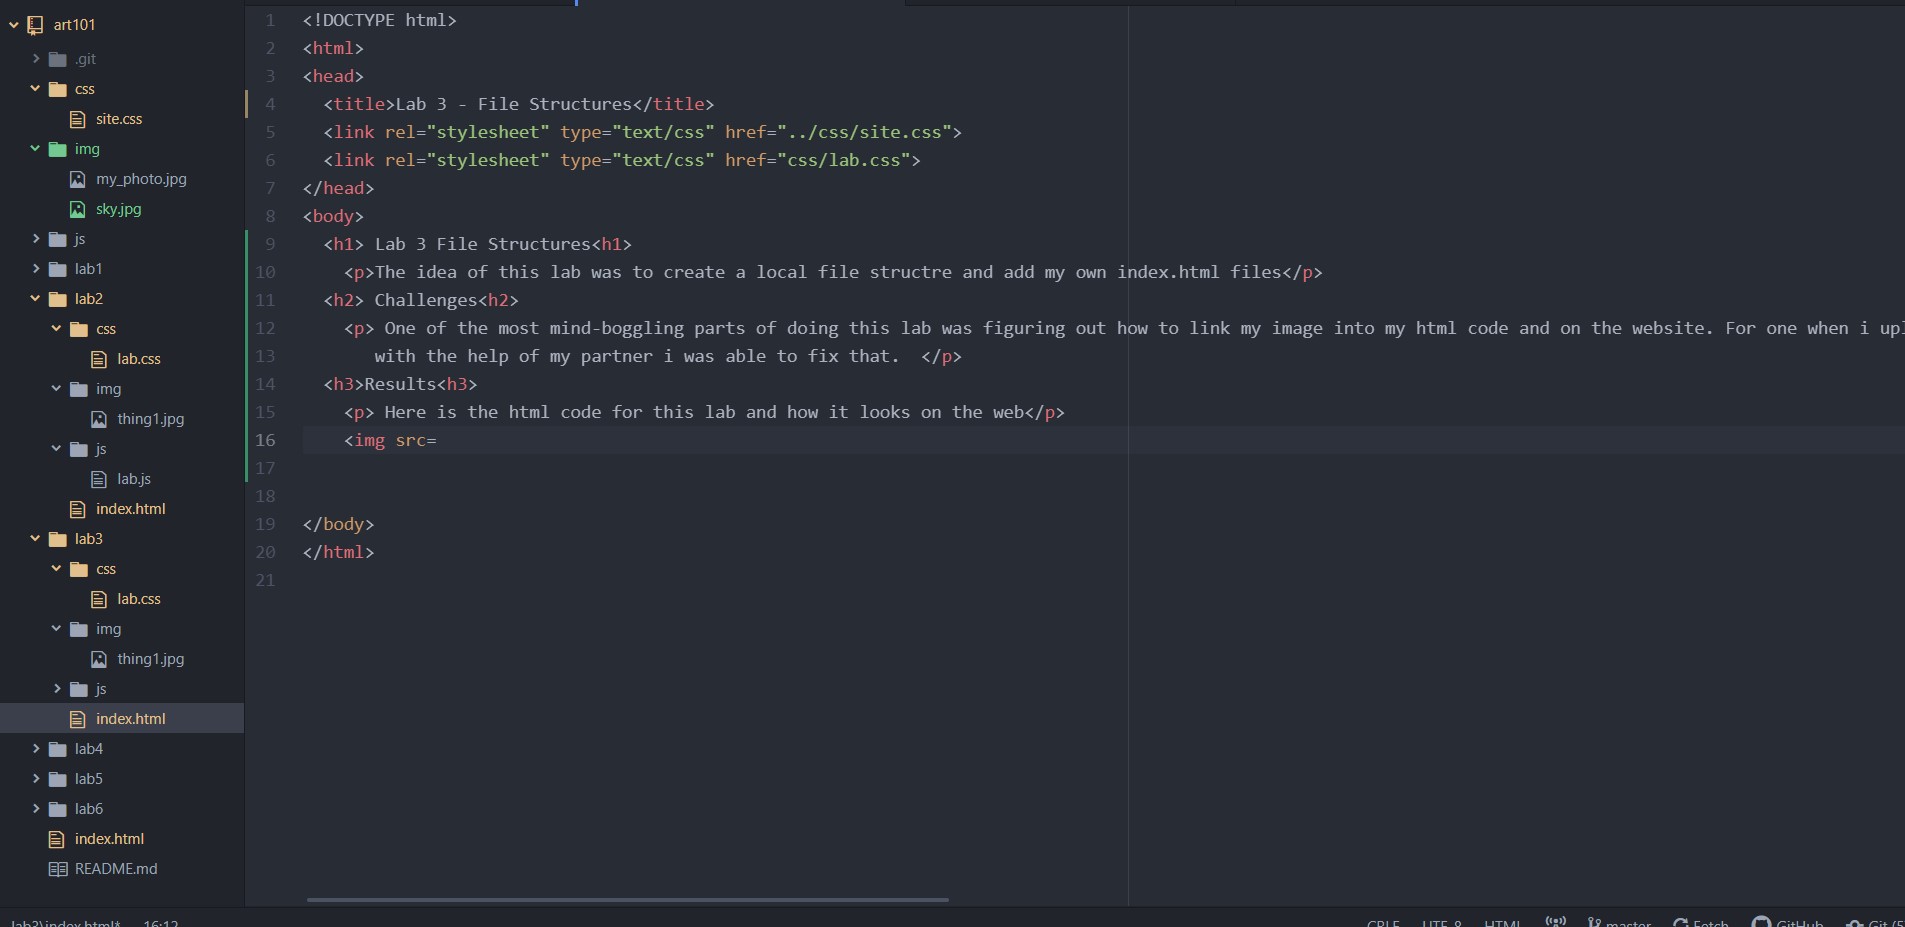 art101
.git
css
site.css
img
my_photo.jpg
sky.jpg
js
lab1
lab2
css
lab.css
img
thing1.jpg
js
lab.js
index.html
lab3
css
lab.css
img
thing1.jpg
js
index.html
lab4
lab5
lab6
index.html
README.md
1 <!DOCTYPE html>
2 <html>
3 <head>
4 <title>Lab 3 - File Structures</title>
5 <link rel="stylesheet" type="text/css" href="../css/site.css">
6 <link rel="stylesheet" type="text/css" href="css/lab.css">
7 </head>
8 <body>
9 <h1> Lab 3 File Structures<h1>
10 <p>The idea of this lab was to create a local file structre and add my own index.html files</p>
11 <h2> Challenges<h2>
12 <p> One of the most mind-boggling parts of doing this lab was figuring out how to link my image into my html code and on the website. For one when i upl
13 with the help of my partner i was able to fix that. </p>
14 <h3>Results<h3>
15 <p> Here is the html code for this lab and how it looks on the web</p>
16 <img src=
17
18
19 </body>
20 </html>
21
lab3\index.html* 16:12 CRLF UTF-8 HTML master Fetch GitHub Git (5